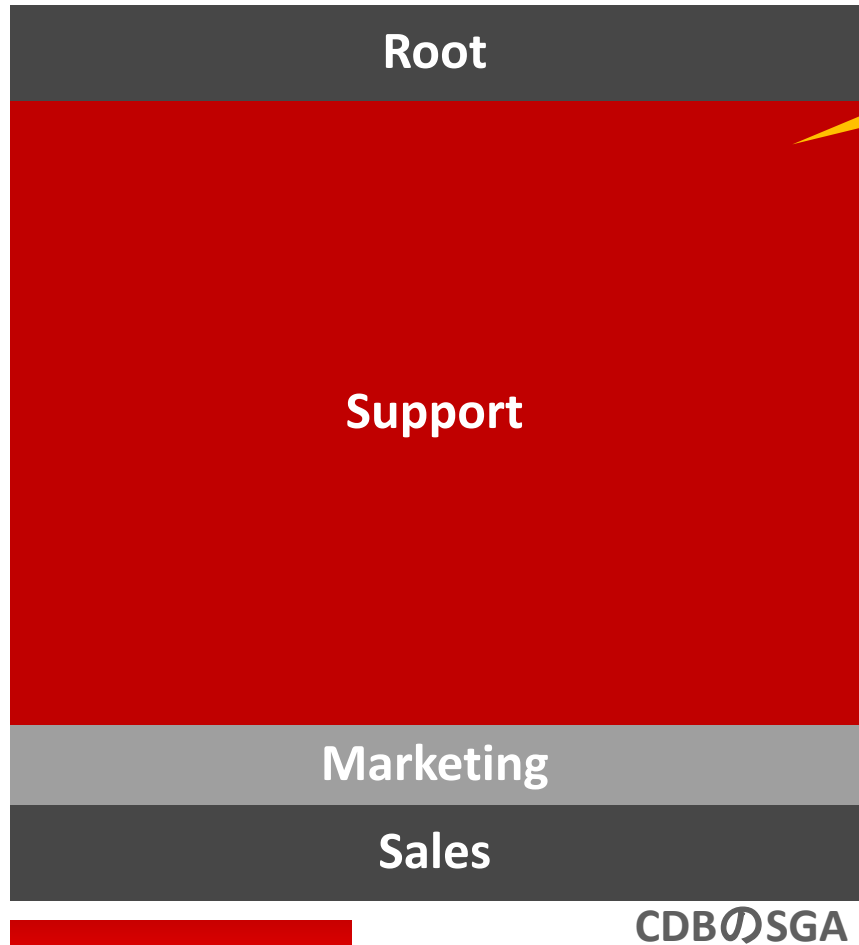 Root
Support
Marketing
Sales
CDBのSGA